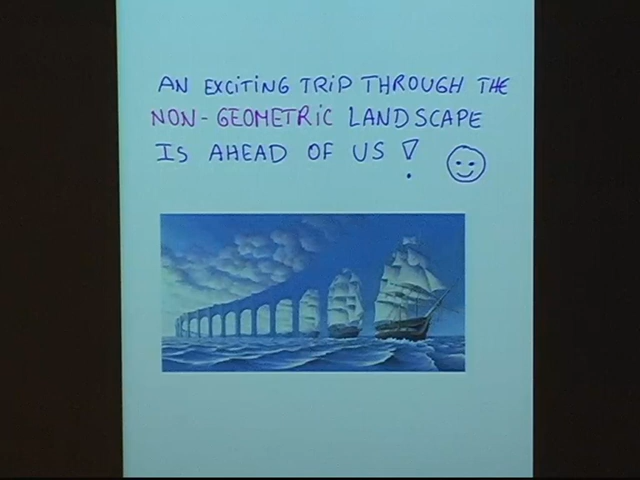 AN EXCITING TRIP THROUGH THE
NON-GEOMETRIC LANDSCAPE
IS AHEAD OF US!